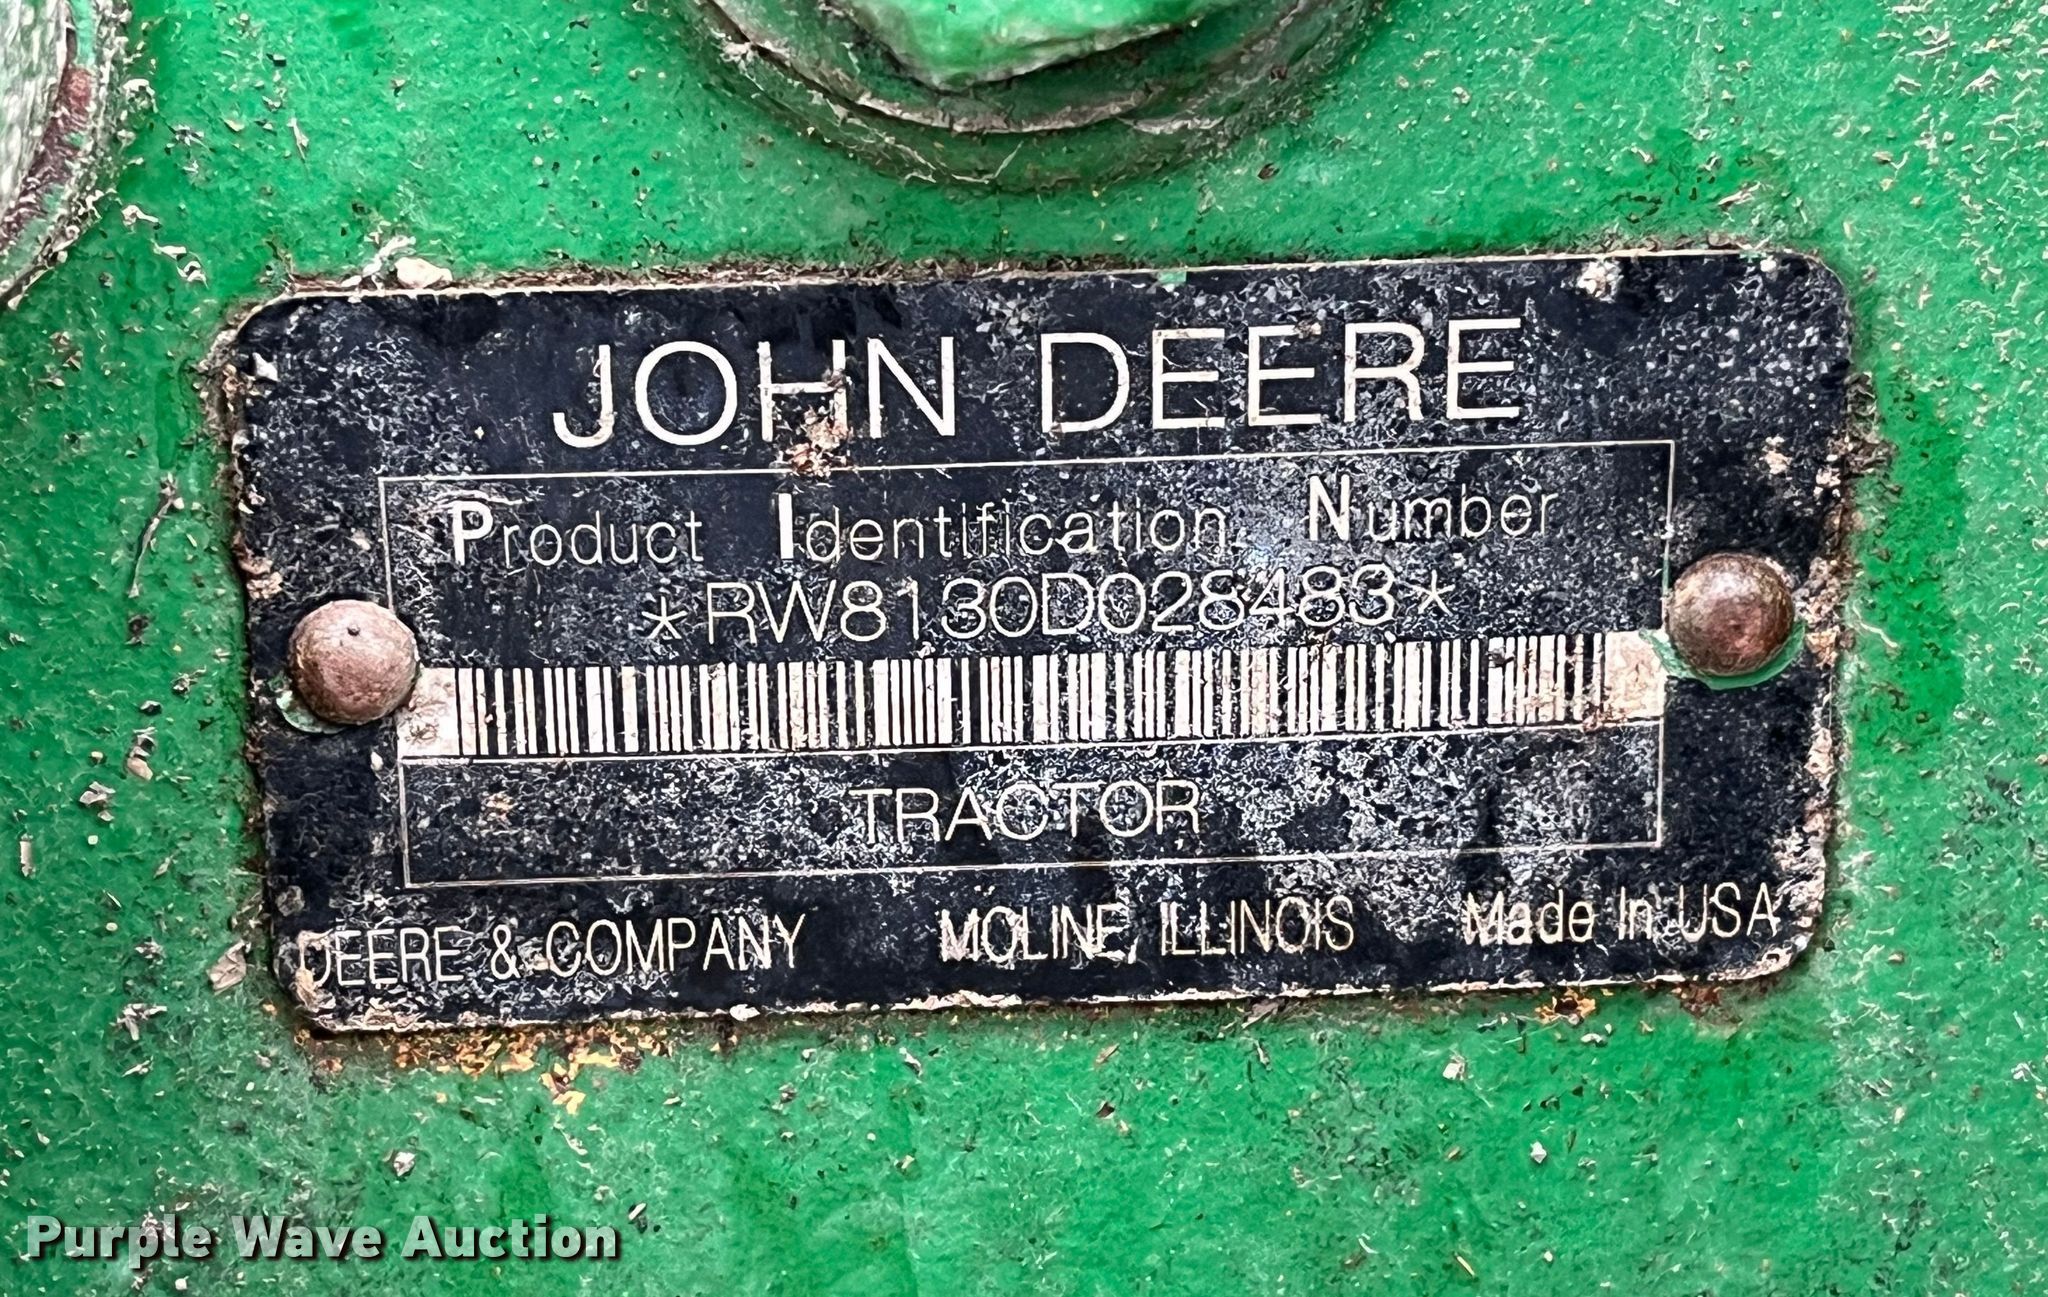 JOHN DEERE
Product Identification Number
*RW8130D028483*
TRACTOR
DEERE & COMPANY MOLINE, ILLINOIS Made In USA
Purple Wave Auction